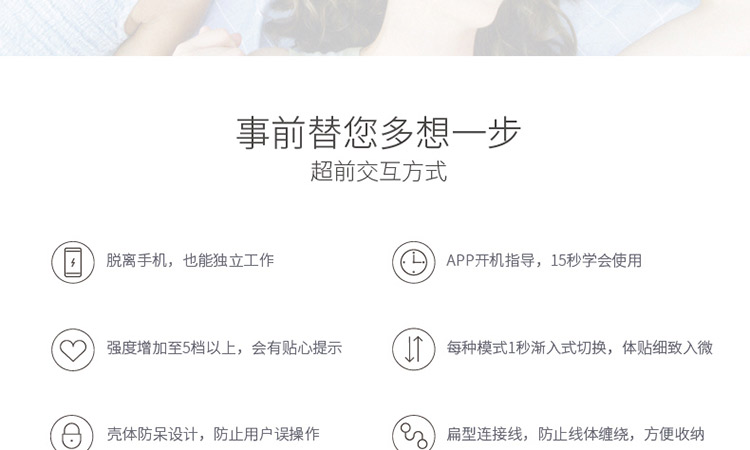 事前替您多想一步
超前交互方式
脱离手机，也能独立工作
APP开机指导，15秒学会使用
强度增加至5档以上，会有贴心提示
每种模式1秒渐入式切换，体贴细致入微
壳体防呆设计，防止用户误操作
扁型连接线，防止线体缠绕，方便收纳